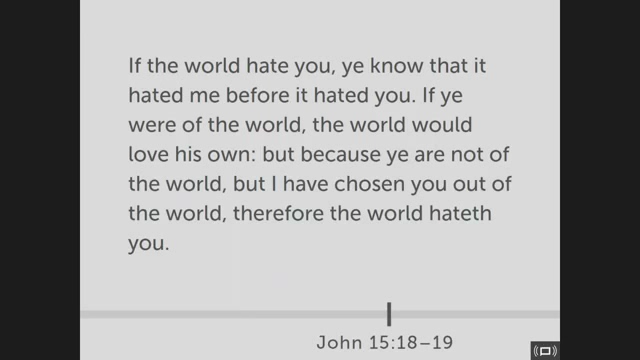 If the world hate you, ye know that it
hated me before it hated you. If ye
were of the world, the world would
love his own: but because ye are not of
the world, but I have chosen you out of
the world, therefore the world hateth
you.
John 15:18–19